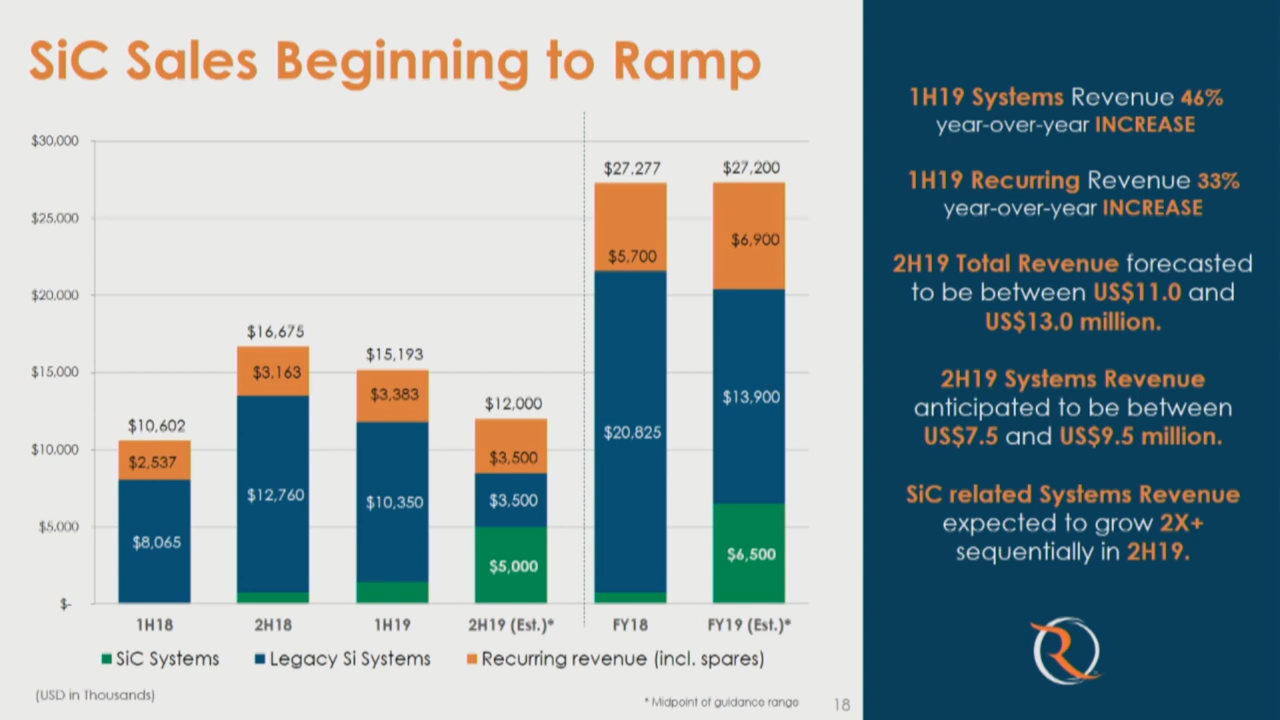 SiC Sales Beginning to Ramp
$30,000
$25,000
$20,000
$15,000
$10,000
$5,000
$-
$10,602
$2,537
$8,065
$16,675
$3,163
$12,760
$15,193
$3,383
$10,350
$12,000
$3,500
$3,500
$5,000
$27,277
$5,700
$20,825
$27,200
$6,900
$13,900
$6,500
1H18
2H18
1H19
2H19 (Est.)*
FY18
FY19 (Est.)*
SiC Systems
Legacy Si Systems
Recurring revenue (incl. spares)
(USD in Thousands)
* Midpoint of guidance range
18
1H19 Systems Revenue 46%
year-over-year INCREASE
1H19 Recurring Revenue 33%
year-over-year INCREASE
2H19 Total Revenue forecasted
to be between US$11.0 and
US$13.0 million.
2H19 Systems Revenue
anticipated to be between
US$7.5 and US$9.5 million.
SiC related Systems Revenue
expected to grow 2X+
sequentially in 2H19.
R